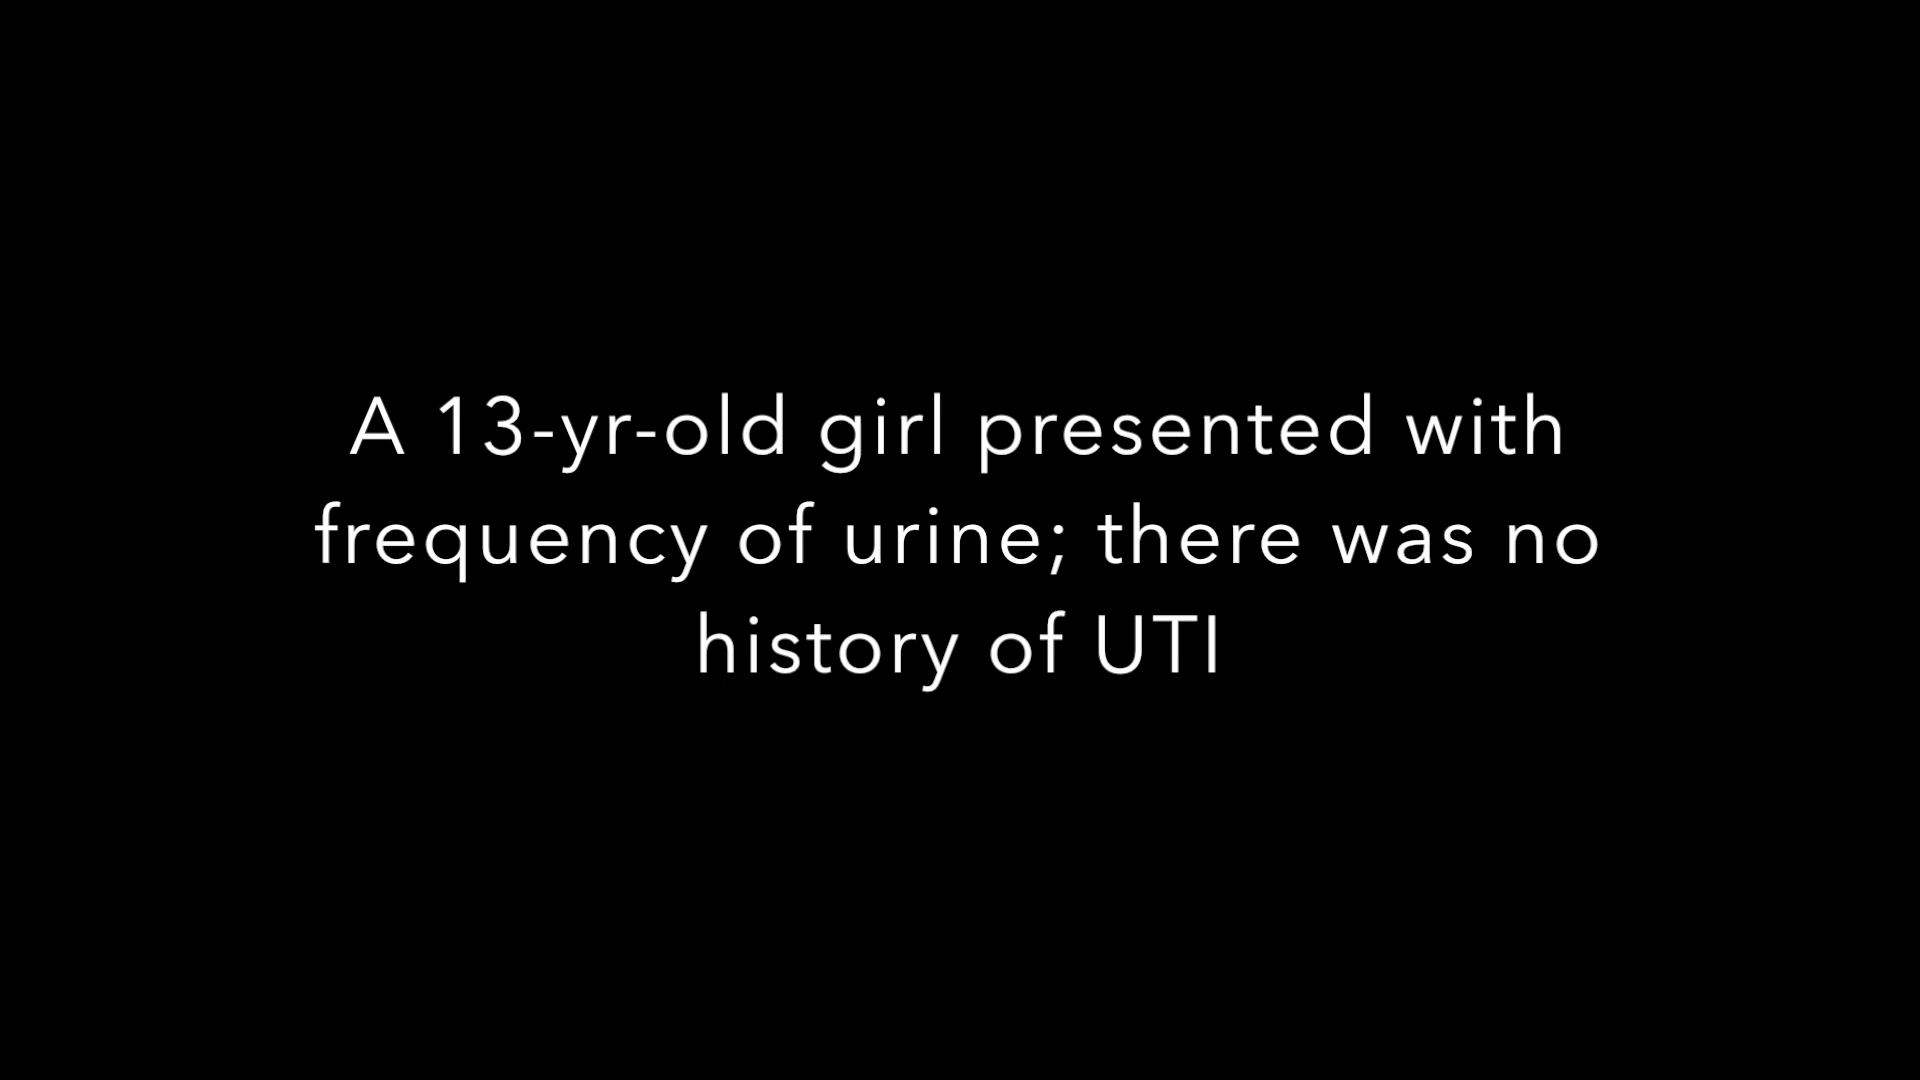 A 13-yr-old girl presented with
frequency of urine; there was no
history of UTI